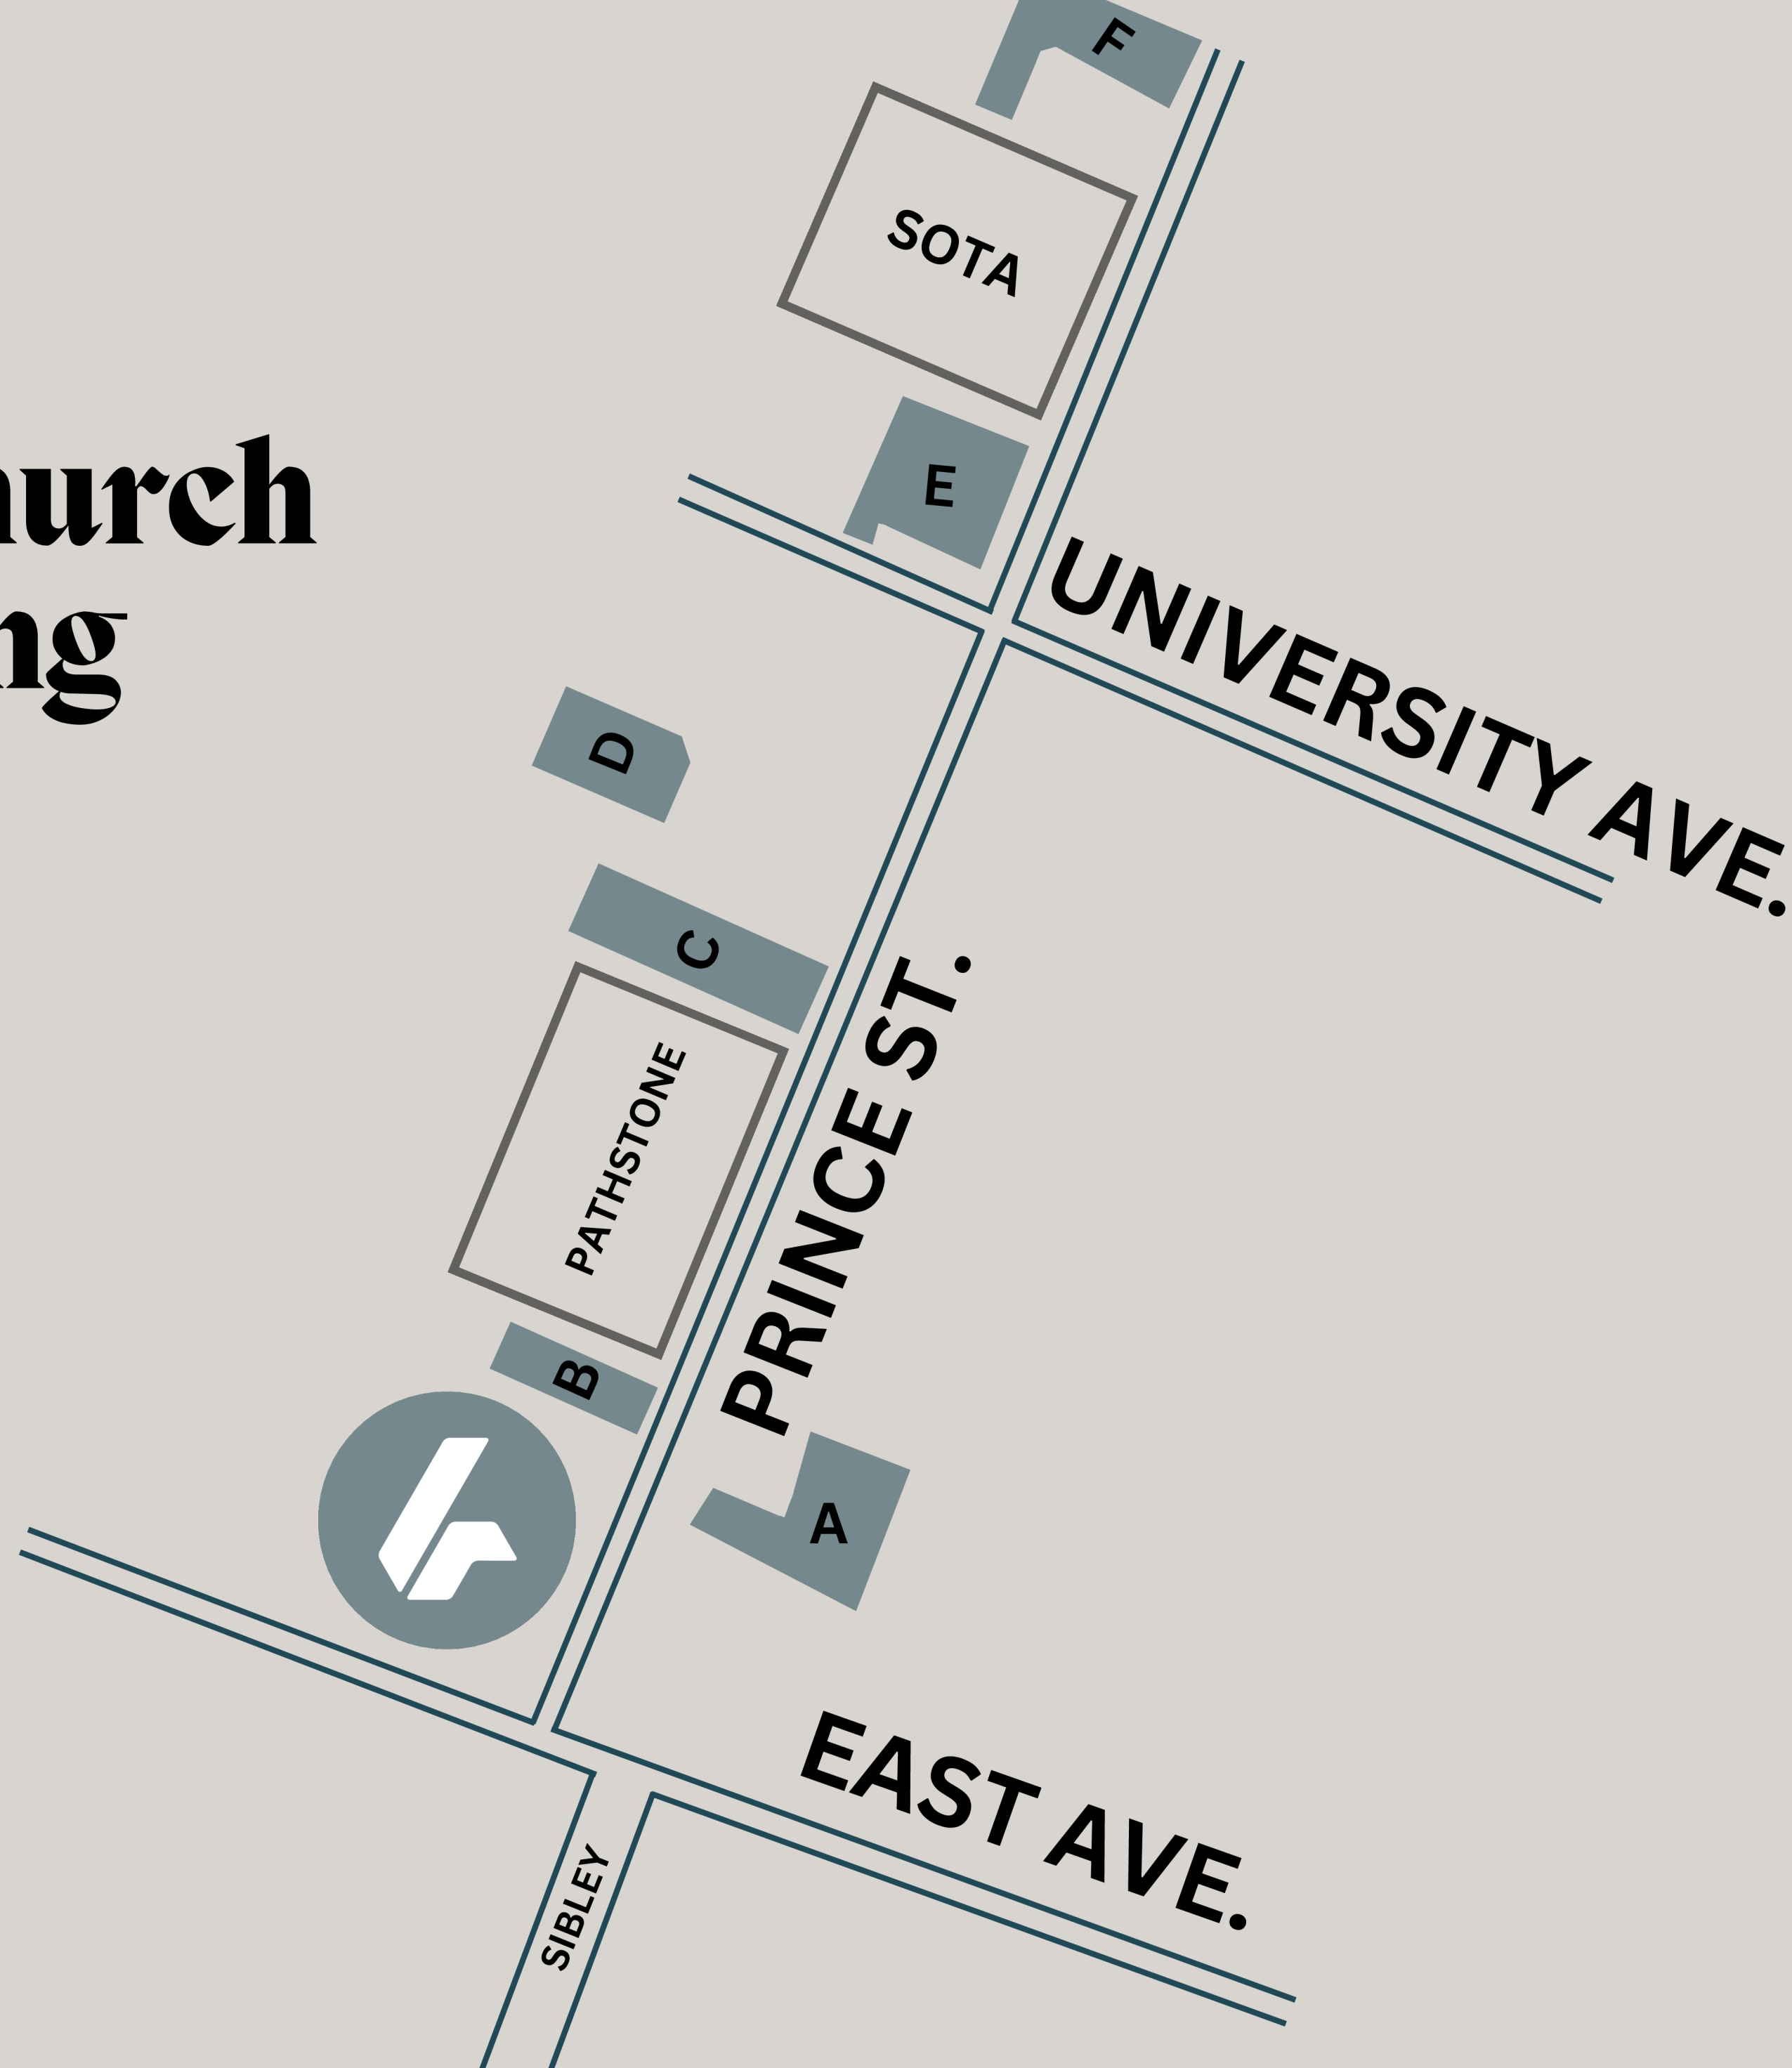 F
SOTA
urch
E
UNIVERSITY AVE.
ng
D
C
PATHSTONE
PRINCE ST.
B
A
EAST AVE.
SIBLEY